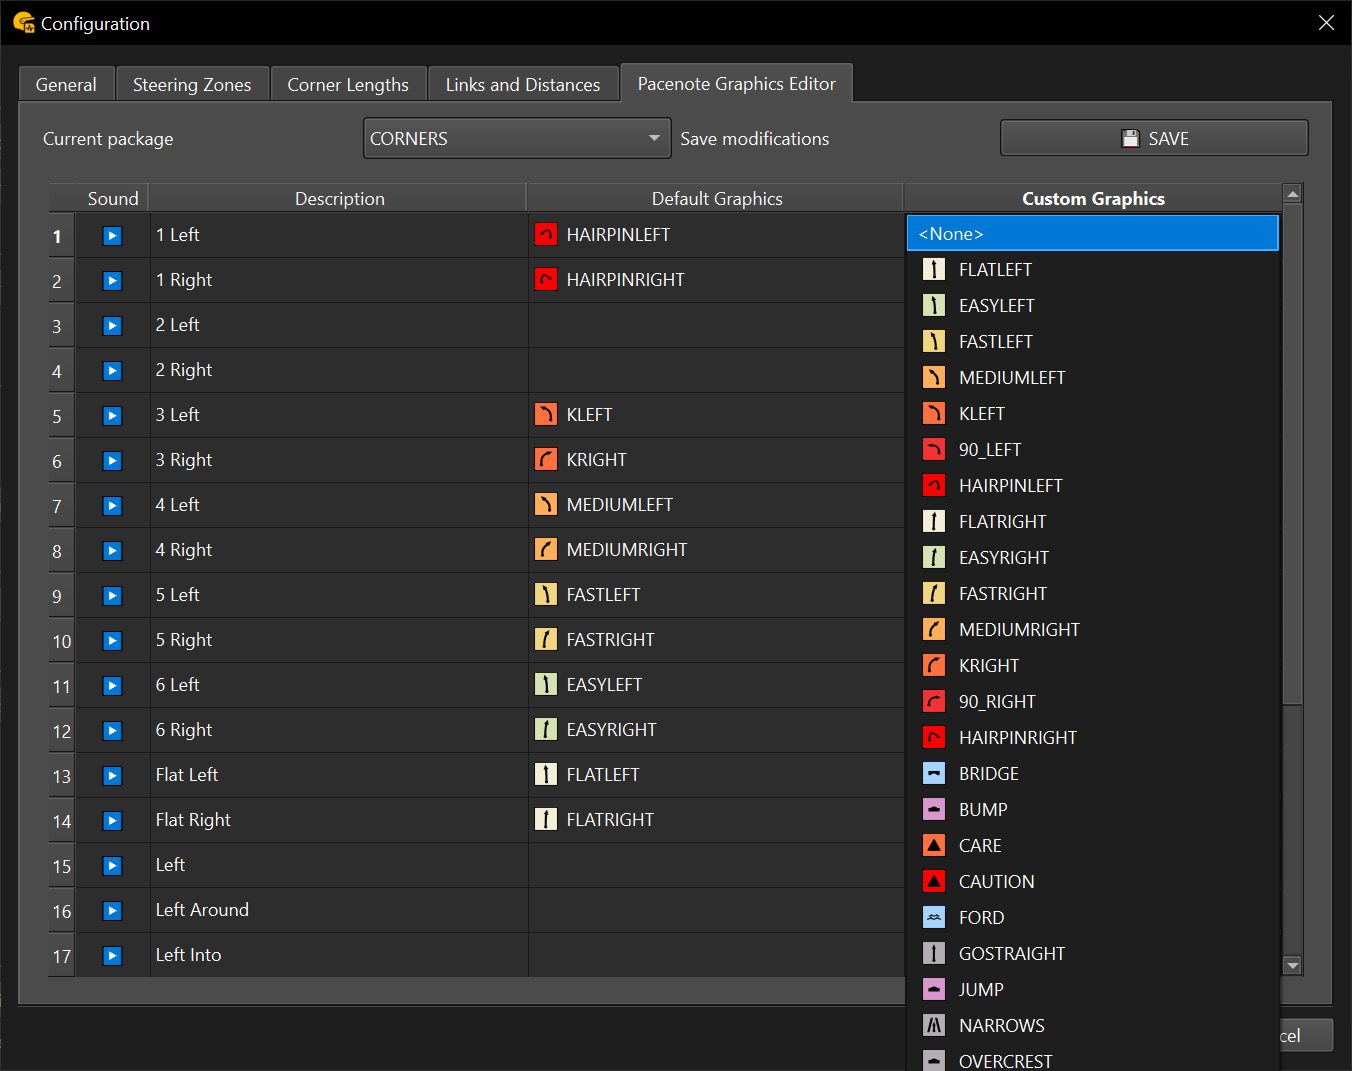 Configuration
General Steering Zones Corner Lengths Links and Distances Pacenote Graphics Editor
Current package CORNERS Save modifications SAVE
Sound Description Default Graphics Custom Graphics
1 1 Left HAIRPINLEFT
2 1 Right HAIRPINRIGHT
3 2 Left
4 2 Right
5 3 Left KLEFT
6 3 Right KRIGHT
7 4 Left MEDIUMLEFT
8 4 Right MEDIUMRIGHT
9 5 Left FASTLEFT
10 5 Right FASTRIGHT
11 6 Left EASYLEFT
12 6 Right EASYRIGHT
13 Flat Left FLATLEFT
14 Flat Right FLATRIGHT
15 Left
16 Left Around
17 Left Into
<None>
FLATLEFT
EASYLEFT
FASTLEFT
MEDIUMLEFT
KLEFT
90_LEFT
HAIRPINLEFT
FLATRIGHT
EASYRIGHT
FASTRIGHT
MEDIUMRIGHT
KRIGHT
90_RIGHT
HAIRPINRIGHT
BRIDGE
BUMP
CARE
CAUTION
FORD
GOSTRAIGHT
JUMP
NARROWS
OVERCREST
cel